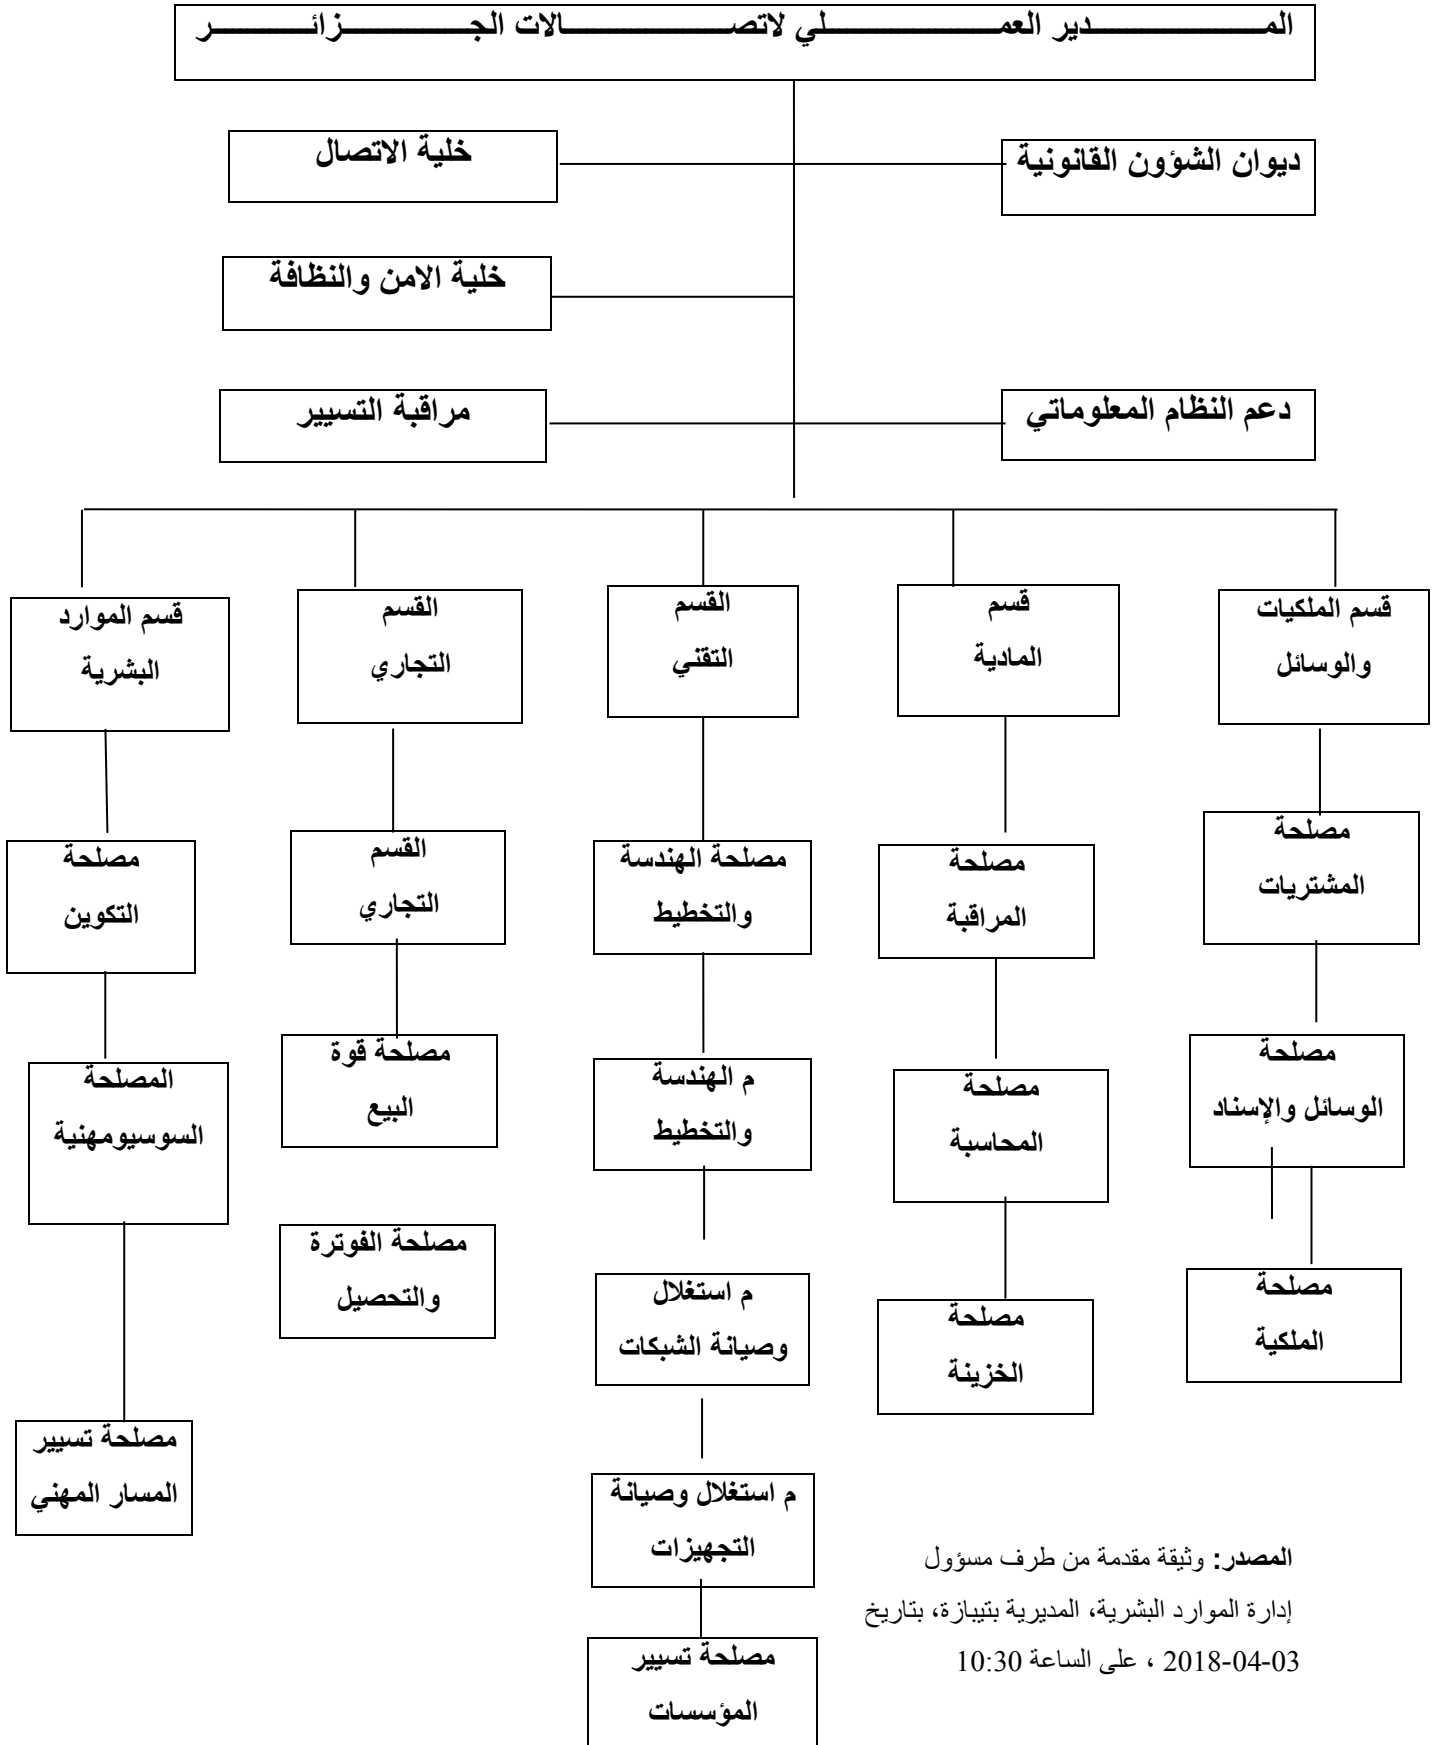 المـــــــــــــدير العمــــــــــــلي لاتصــــــــــالات الجــــــــــزائـــــــر
ديوان الشؤون القانونية
خلية الاتصال
خلية الامن والنظافة
دعم النظام المعلوماتي
مراقبة التسيير
قسم الملكيات
والوسائل
قسم
المادية
القسم
التقني
القسم
التجاري
قسم الموارد
البشرية
مصلحة
المشتريات
مصلحة
المراقبة
مصلحة الهندسة
والتخطيط
القسم
التجاري
مصلحة
التكوين
مصلحة
الوسائل والإسناد
مصلحة
المحاسبة
م الهندسة
والتخطيط
مصلحة قوة
البيع
المصلحة
السوسيومهنية
مصلحة
الملكية
مصلحة
الخزينة
م استغلال
وصيانة الشبكات
مصلحة الفوترة
والتحصيل
مصلحة تسيير
المسار المهني
م استغلال وصيانة
التجهيزات
مصلحة تسيير
المؤسسات
المصدر: وثيقة مقدمة من طرف مسؤول
إدارة الموارد البشرية، المديرية بتيبازة، بتاريخ
03-04-2018 ، على الساعة 10:30